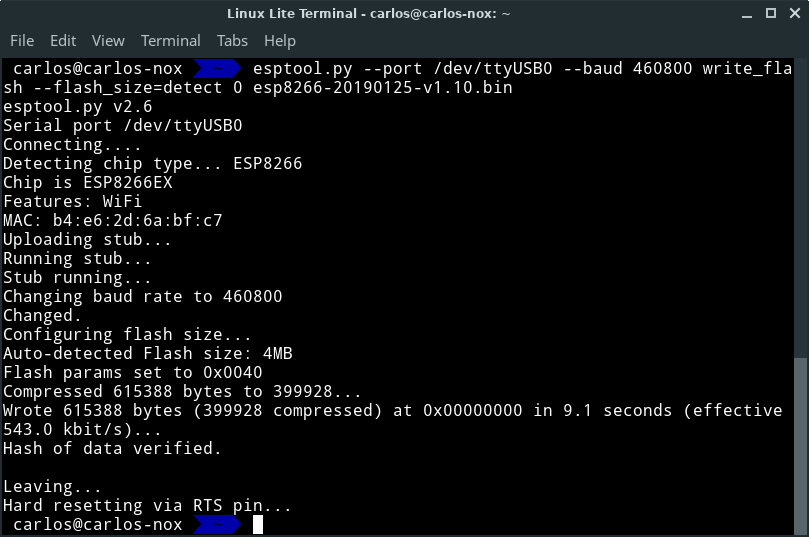 Linux Lite Terminal - carlos@carlos-nox: ~
File Edit View Terminal Tabs Help
carlos@carlos-nox ~ esptool.py --port /dev/ttyUSB0 --baud 460800 write_fla
sh --flash_size=detect 0 esp8266-20190125-v1.10.bin
esptool.py v2.6
Serial port /dev/ttyUSB0
Connecting....
Detecting chip type... ESP8266
Chip is ESP8266EX
Features: WiFi
MAC: b4:e6:2d:6a:bf:c7
Uploading stub...
Running stub...
Stub running...
Changing baud rate to 460800
Changed.
Configuring flash size...
Auto-detected Flash size: 4MB
Flash params set to 0x0040
Compressed 615388 bytes to 399928...
Wrote 615388 bytes (399928 compressed) at 0x00000000 in 9.1 seconds (effective
543.0 kbit/s)...
Hash of data verified.
Leaving...
Hard resetting via RTS pin...
carlos@carlos-nox ~